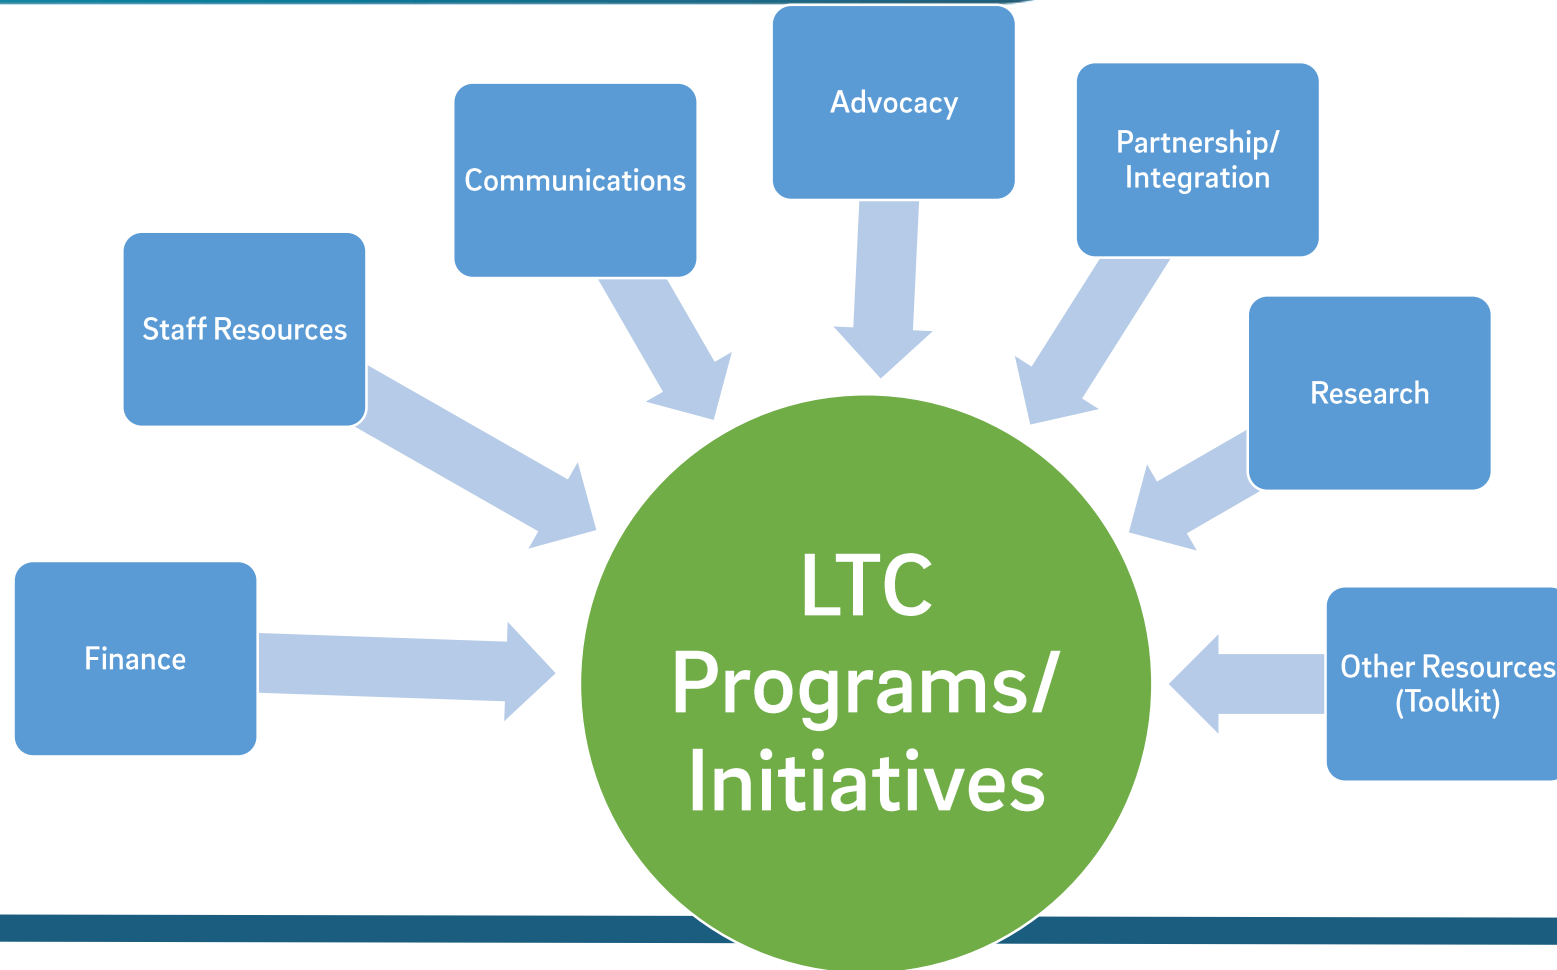 Advocacy
Partnership/
Integration
Communications
Staff Resources
Research
LTC
Programs/
Initiatives
Finance
Other Resources
(Toolkit)